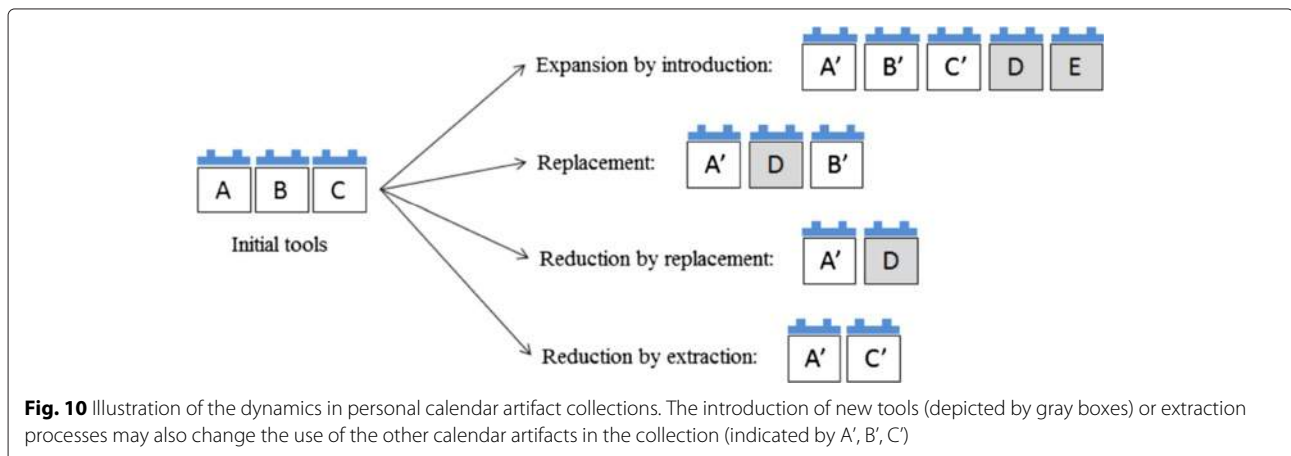 Expansion by introduction: A′ B′ C′ D E
Replacement: A′ D B′
A B C
Initial tools
Reduction by replacement: A′ D
Reduction by extraction: A′ C′
Fig. 10 Illustration of the dynamics in personal calendar artifact collections. The introduction of new tools (depicted by gray boxes) or extraction
processes may also change the use of the other calendar artifacts in the collection (indicated by A′, B′, C′)